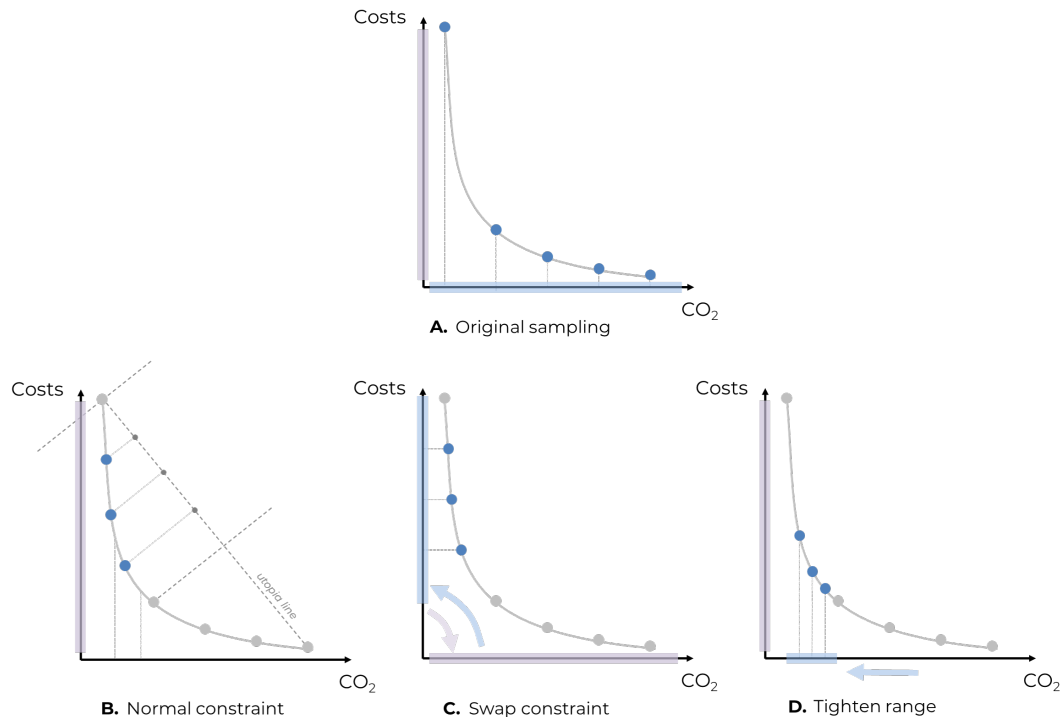 Costs
CO₂
A. Original sampling
Costs
utopia line
CO₂
B. Normal constraint
Costs
CO₂
C. Swap constraint
Costs
CO₂
D. Tighten range